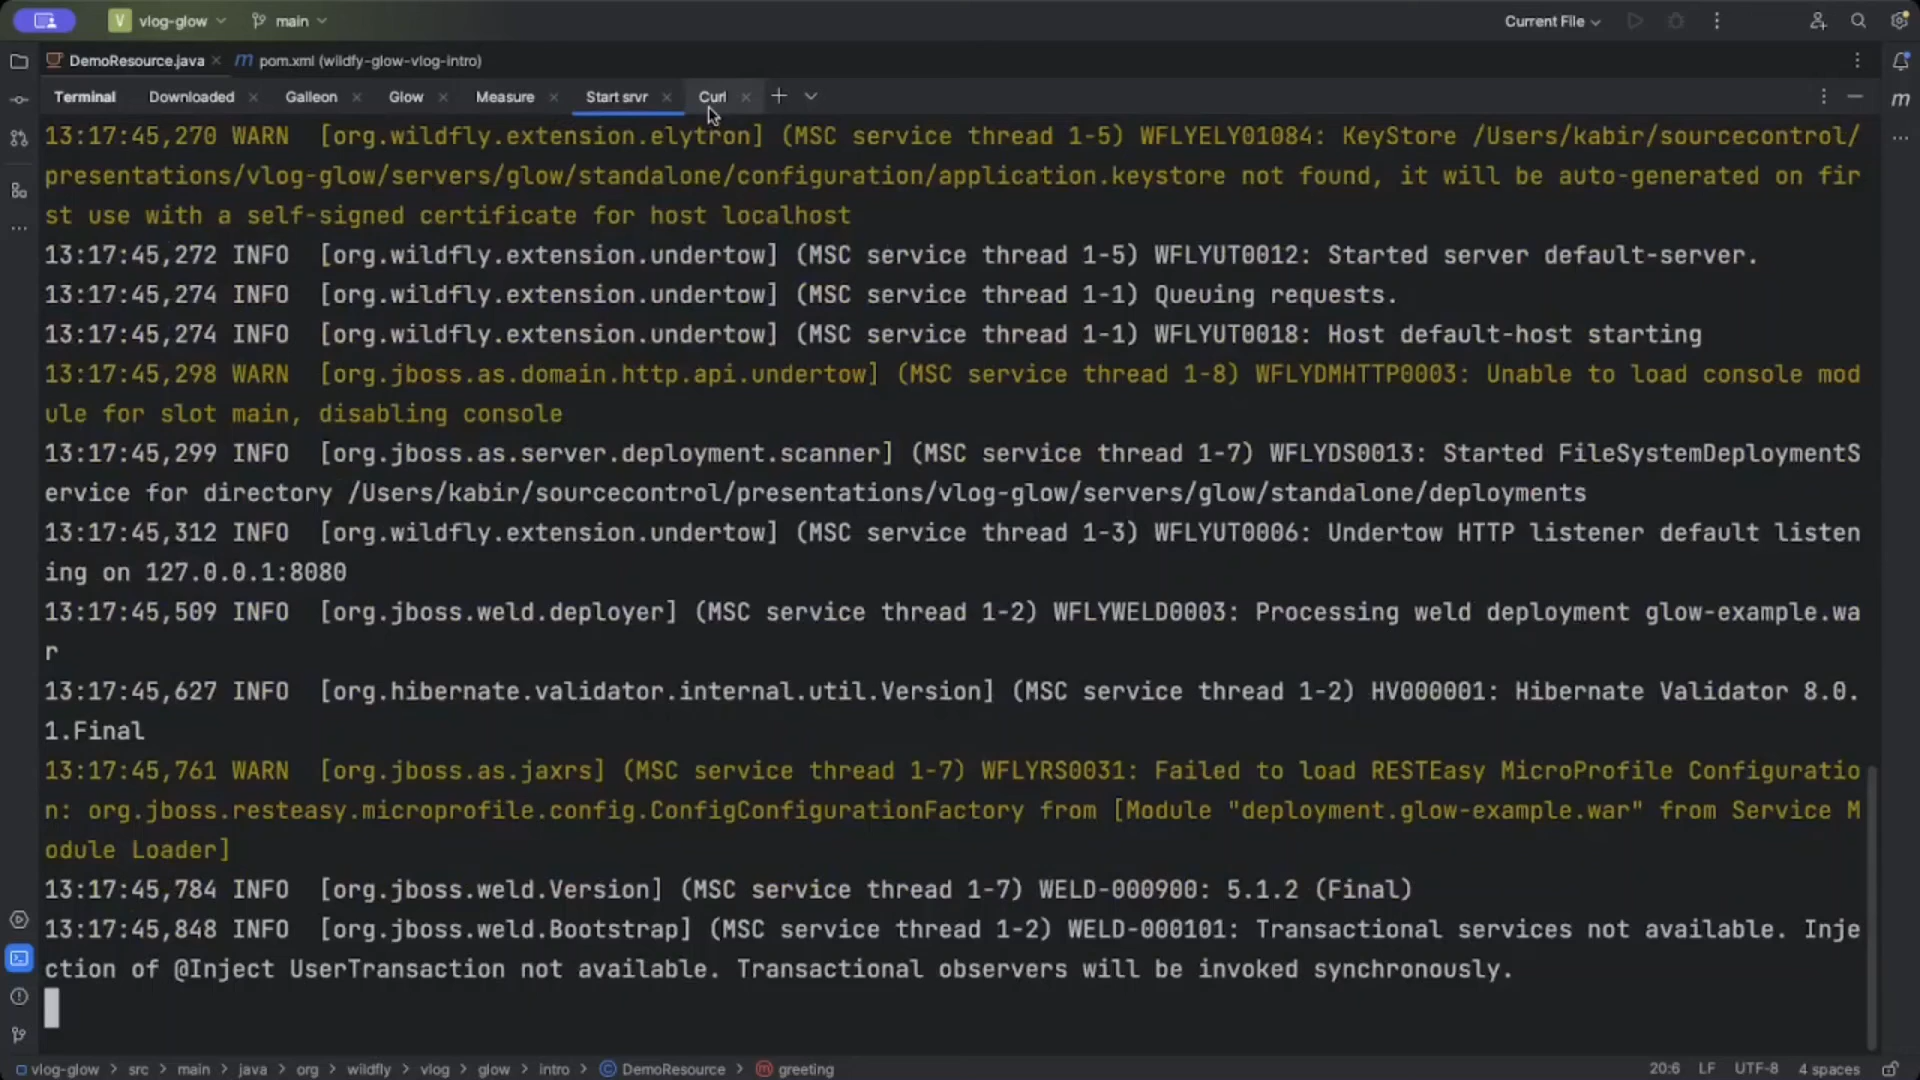 V vlog-glow main Current File
DemoResource.java m pom.xml (wildfy-glow-vlog-intro)
Terminal Downloaded Galleon Glow Measure Start srvr Curl
13:17:45,270 WARN [org.wildfly.extension.elytron] (MSC service thread 1-5) WFLYELY01084: KeyStore /Users/kabir/sourcecontrol/
presentations/vlog-glow/servers/glow/standalone/configuration/application.keystore not found, it will be auto-generated on fir
st use with a self-signed certificate for host localhost
13:17:45,272 INFO [org.wildfly.extension.undertow] (MSC service thread 1-5) WFLYUT0012: Started server default-server.
13:17:45,274 INFO [org.wildfly.extension.undertow] (MSC service thread 1-1) Queuing requests.
13:17:45,274 INFO [org.wildfly.extension.undertow] (MSC service thread 1-1) WFLYUT0018: Host default-host starting
13:17:45,298 WARN [org.jboss.as.domain.http.api.undertow] (MSC service thread 1-8) WFLYDMHTTP0003: Unable to load console mod
ule for slot main, disabling console
13:17:45,299 INFO [org.jboss.as.server.deployment.scanner] (MSC service thread 1-7) WFLYDS0013: Started FileSystemDeploymentS
ervice for directory /Users/kabir/sourcecontrol/presentations/vlog-glow/servers/glow/standalone/deployments
13:17:45,312 INFO [org.wildfly.extension.undertow] (MSC service thread 1-3) WFLYUT0006: Undertow HTTP listener default listen
ing on 127.0.0.1:8080
13:17:45,509 INFO [org.jboss.weld.deployer] (MSC service thread 1-2) WFLYWELD0003: Processing weld deployment glow-example.wa
r
13:17:45,627 INFO [org.hibernate.validator.internal.util.Version] (MSC service thread 1-2) HV000001: Hibernate Validator 8.0.
1.Final
13:17:45,761 WARN [org.jboss.as.jaxrs] (MSC service thread 1-7) WFLYRS0031: Failed to load RESTEasy MicroProfile Configuratio
n: org.jboss.resteasy.microprofile.config.ConfigConfigurationFactory from [Module "deployment.glow-example.war" from Service M
odule Loader]
13:17:45,784 INFO [org.jboss.weld.Version] (MSC service thread 1-7) WELD-000900: 5.1.2 (Final)
13:17:45,848 INFO [org.jboss.weld.Bootstrap] (MSC service thread 1-2) WELD-000101: Transactional services not available. Inje
ction of @Inject UserTransaction not available. Transactional observers will be invoked synchronously.
vlog-glow > src > main > java > org > wildfly > vlog > glow > intro > DemoResource > greeting 20:6 LF UTF-8 4 spaces